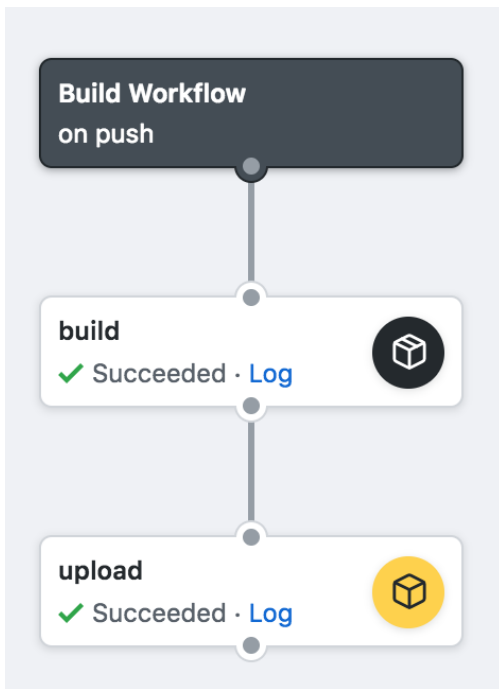 Build Workflow
on push
build
Succeeded · Log
upload
Succeeded · Log